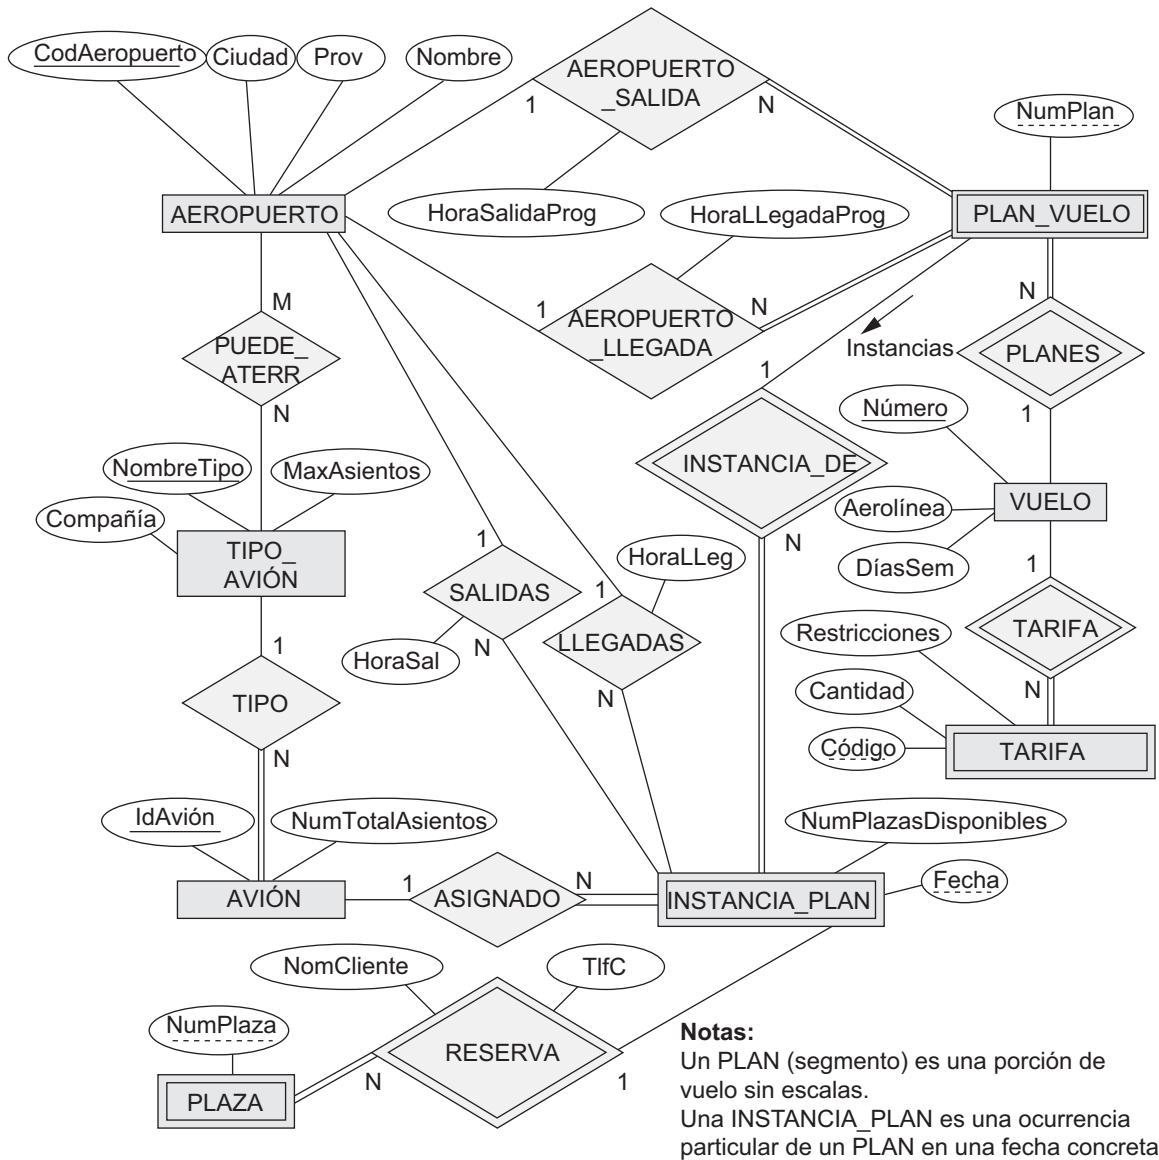 CodAeropuerto
Ciudad
Prov
Nombre
AEROPUERTO
_SALIDA
1
N
NumPlan
AEROPUERTO
HoraSalidaProg
HoraLLegadaProg
PLAN_VUELO
M
1
AEROPUERTO
_LLEGADA
N
Instancias
N
PUEDE_
ATERR
PLANES
N
1
1
Número
NombreTipo
MaxAsientos
INSTANCIA_DE
Compañía
Aerolínea
VUELO
TIPO_
AVIÓN
1
HoraLLeg
N
DíasSem
1
SALIDAS
1
1
TARIFA
Restricciones
HoraSal
N
LLEGADAS
N
TIPO
N
Cantidad
Código
TARIFA
N
IdAvión
NumTotalAsientos
NumPlazasDisponibles
AVIÓN
1
ASIGNADO
N
INSTANCIA_PLAN
Fecha
NomCliente
TlfC
NumPlaza
RESERVA
N
1
PLAZA
Notas:
Un PLAN (segmento) es una porción de
vuelo sin escalas.
Una INSTANCIA_PLAN es una ocurrencia
particular de un PLAN en una fecha concreta